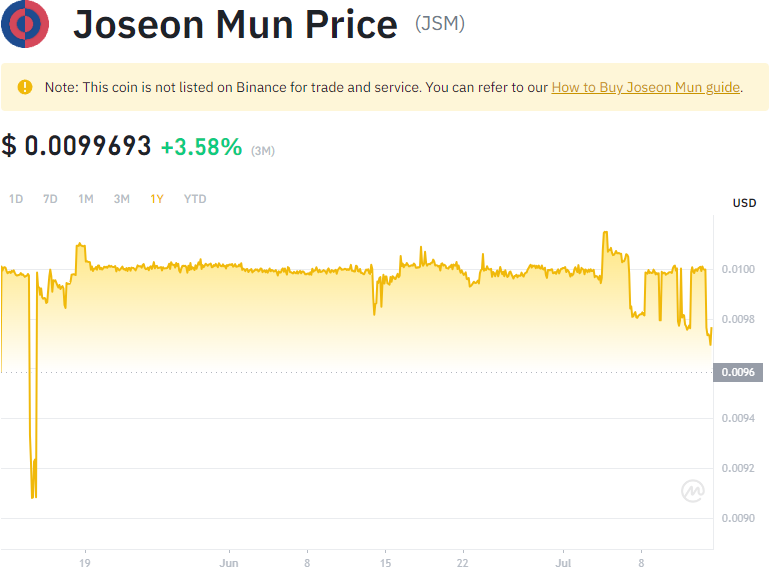 Joseon Mun Price (JSM)
Note: This coin is not listed on Binance for trade and service. You can refer to our How to Buy Joseon Mun guide.
$ 0.0099693 +3.58% (3M)
1D 7D 1M 3M 1Y YTD
USD
0.0100
0.0098
0.0096
0.0094
0.0092
0.0090
19 Jun 8 15 22 Jul 8